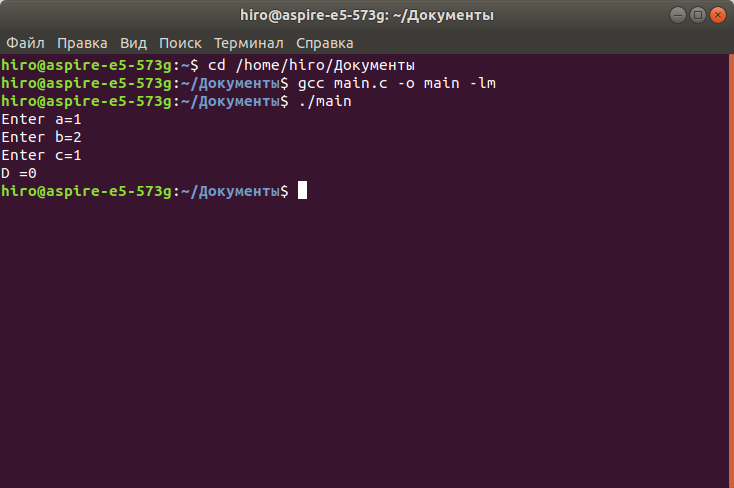 hiro@aspire-e5-573g: ~/Документы
Файл Правка Вид Поиск Терминал Справка
hiro@aspire-e5-573g:~$ cd /home/hiro/Документы
hiro@aspire-e5-573g:~/Документы$ gcc main.c -o main -lm
hiro@aspire-e5-573g:~/Документы$ ./main
Enter a=1
Enter b=2
Enter c=1
D =0
hiro@aspire-e5-573g:~/Документы$